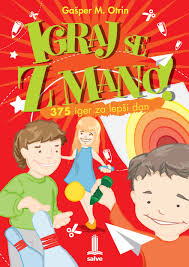 Gašper M. Otrin
IGRAJ SE
Z MANO!
375 iger za lepši dan
salve